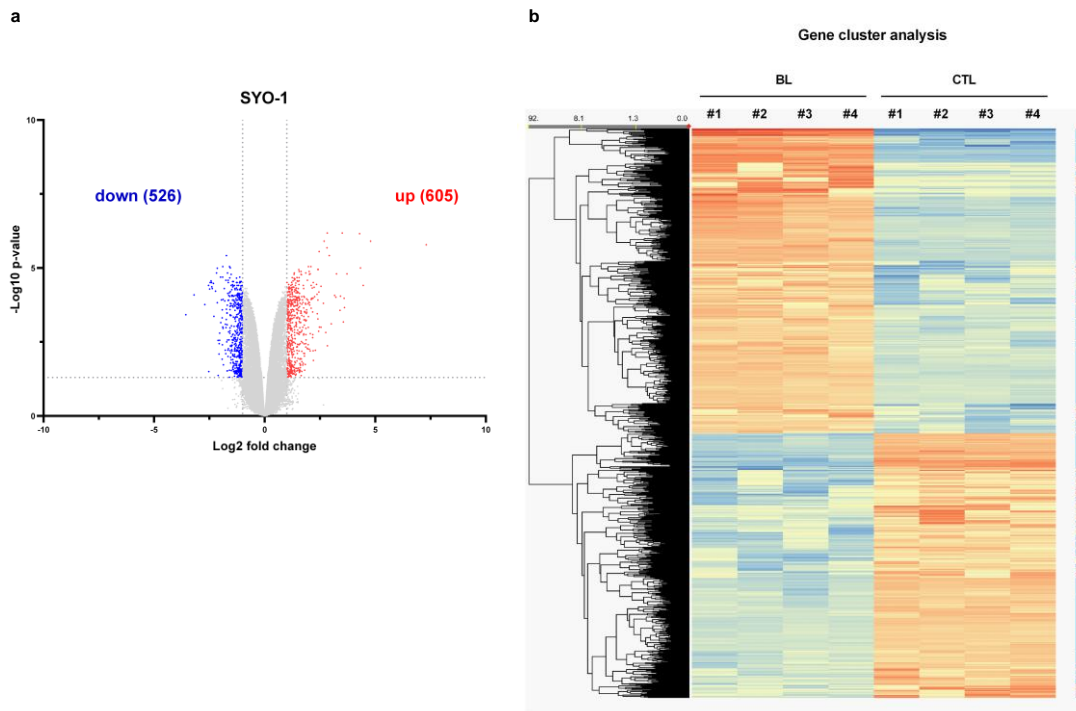 a
SYO-1
10
down (526)
up (605)
5
-Log10 p-value
0
-10
-5
0
5
10
Log2 fold change
b
Gene cluster analysis
BL
CTL
#1 #2 #3 #4 #1 #2 #3 #4
92. 8.1 1.3 0.0